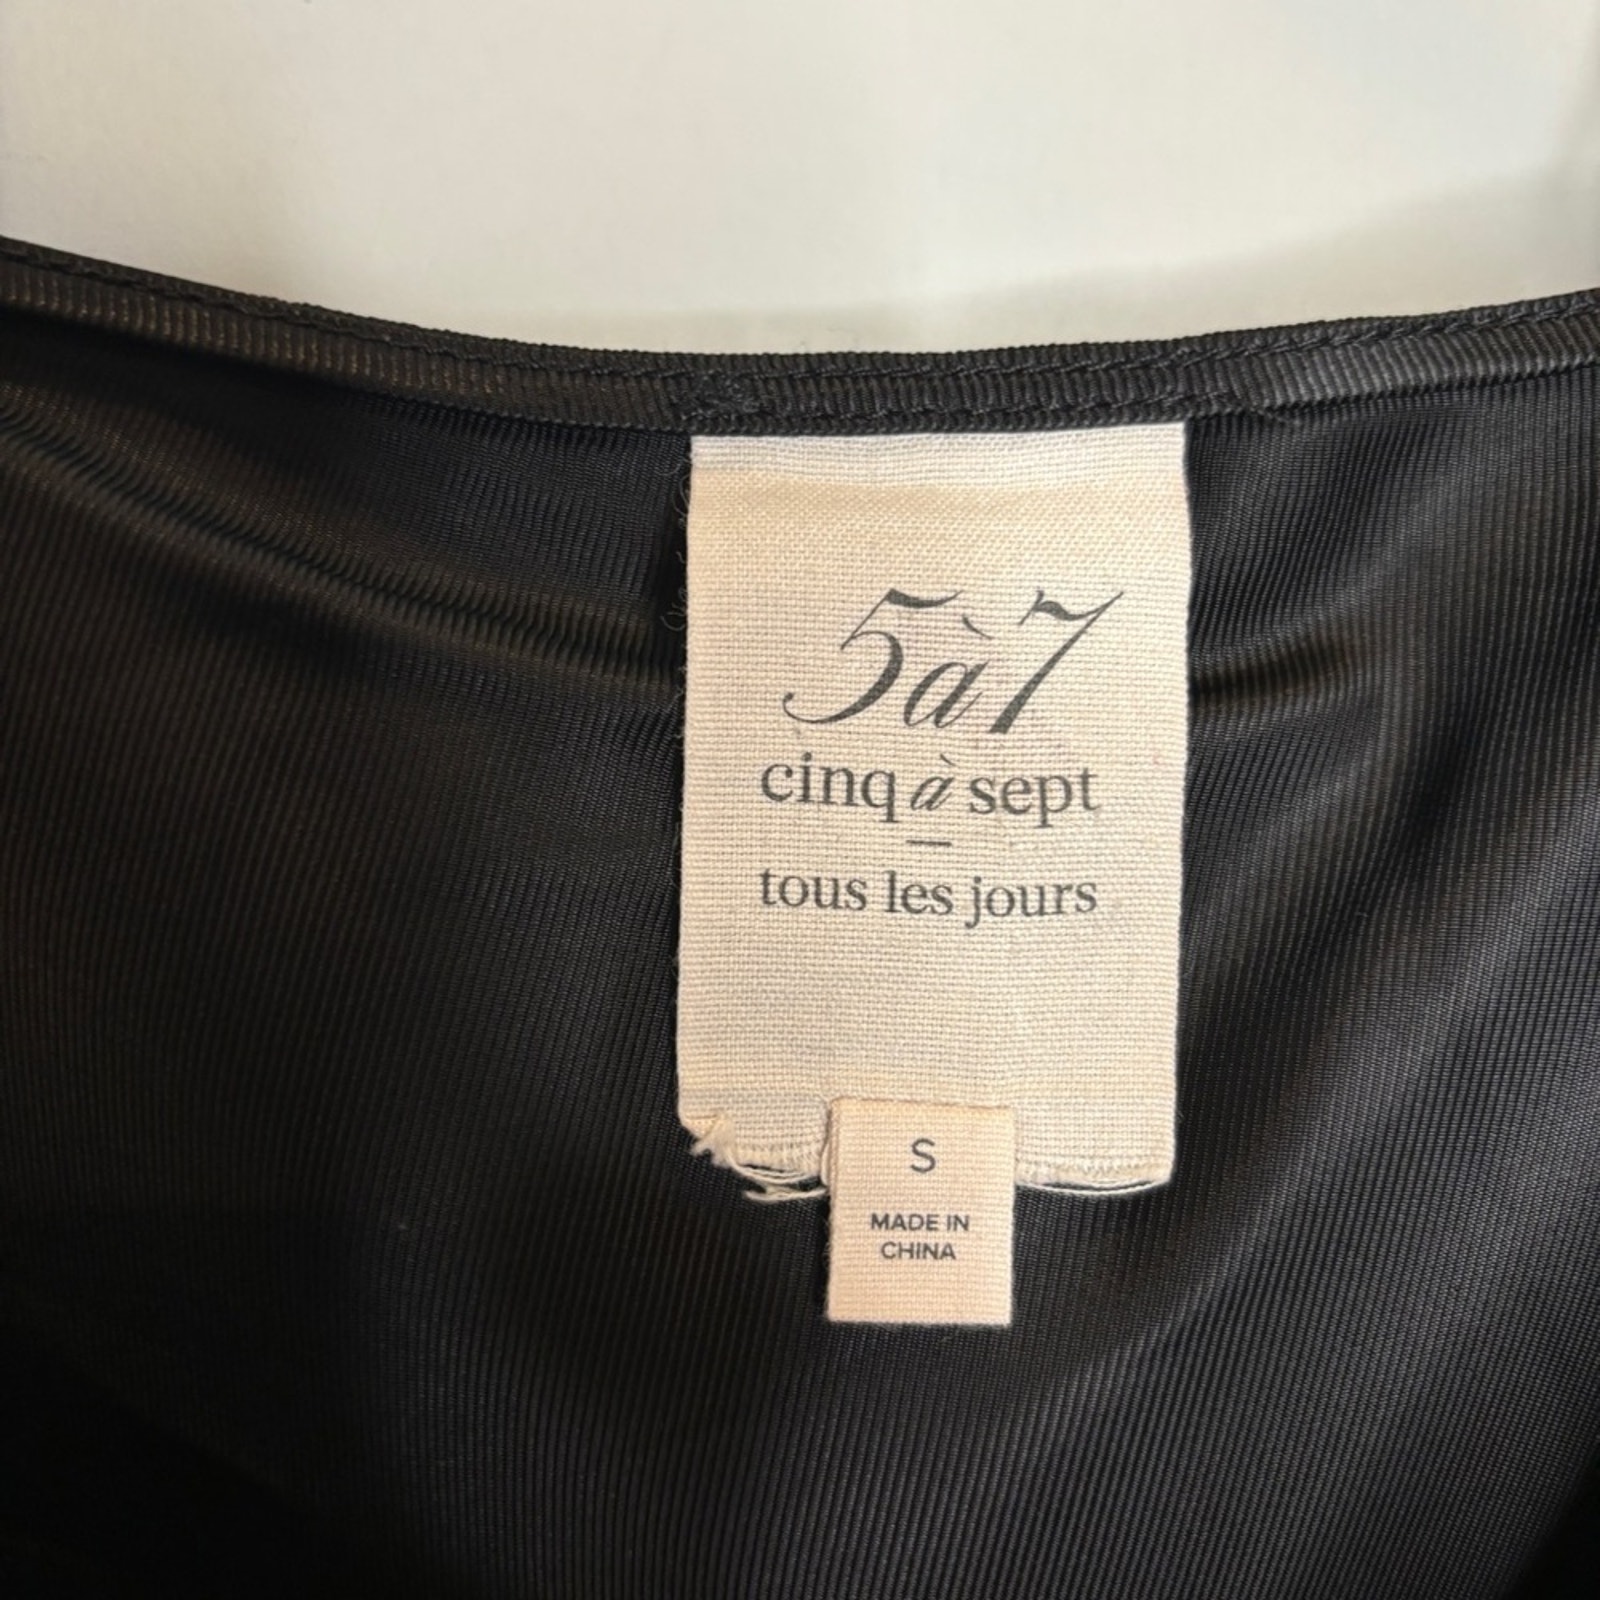 5à7
cinq à sept
—
tous les jours
S
MADE IN
CHINA